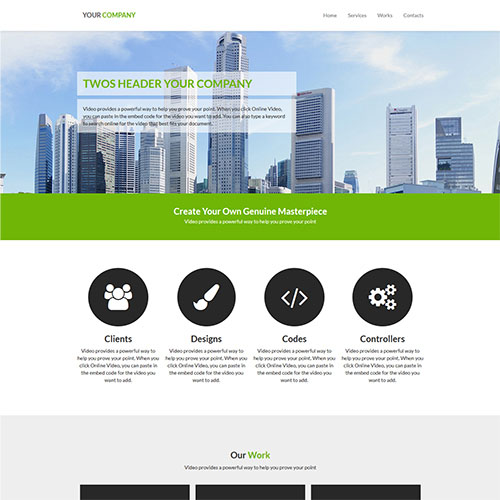 YOUR COMPANY
Home Services Works Contacts
TWOS HEADER YOUR COMPANY
Video provides a powerful way to help you prove your point. When you click Online Video,
you can paste in the embed code for the video you want to add. You can also type a keyword
to search online for the video that best fits your document.
Create Your Own Genuine Masterpiece
Video provides a powerful way to help you prove your point
Clients
Video provides a powerful way to
help you prove your point. When you
click Online Video, you can paste in
the embed code for the video you
want to add.
Designs
Video provides a powerful way to
help you prove your point. When you
click Online Video, you can paste in
the embed code for the video you
want to add.
Codes
Video provides a powerful way to
help you prove your point. When you
click Online Video, you can paste in
the embed code for the video you
want to add.
Controllers
Video provides a powerful way to
help you prove your point. When you
click Online Video, you can paste in
the embed code for the video you
want to add.
Our Work
Video provides a powerful way to help you prove your point